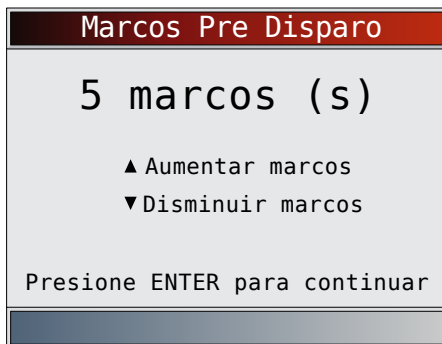 Marcos Pre Disparo
5 marcos (s)
▲ Aumentar marcos
▼ Disminuir marcos
Presione ENTER para continuar